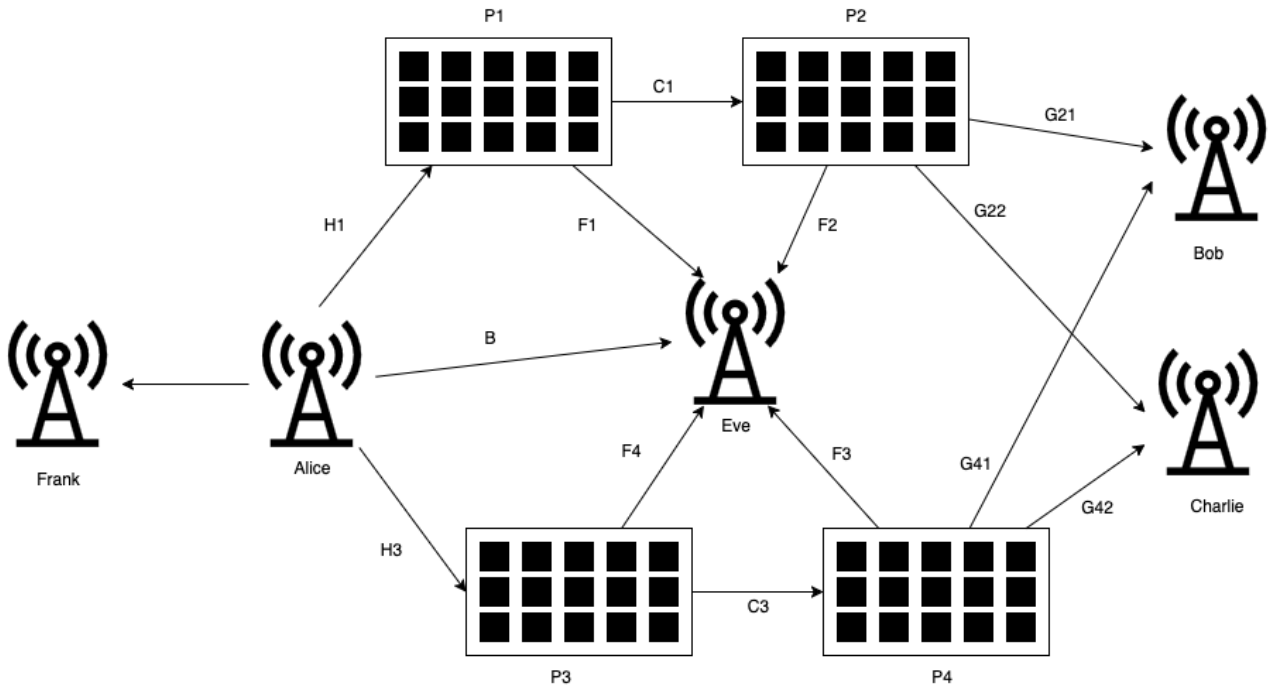 P1
P2
C1
G21
H1
F1
F2
G22
Bob
B
Eve
Frank
Alice
F4
F3
G41
Charlie
G42
H3
C3
P3
P4